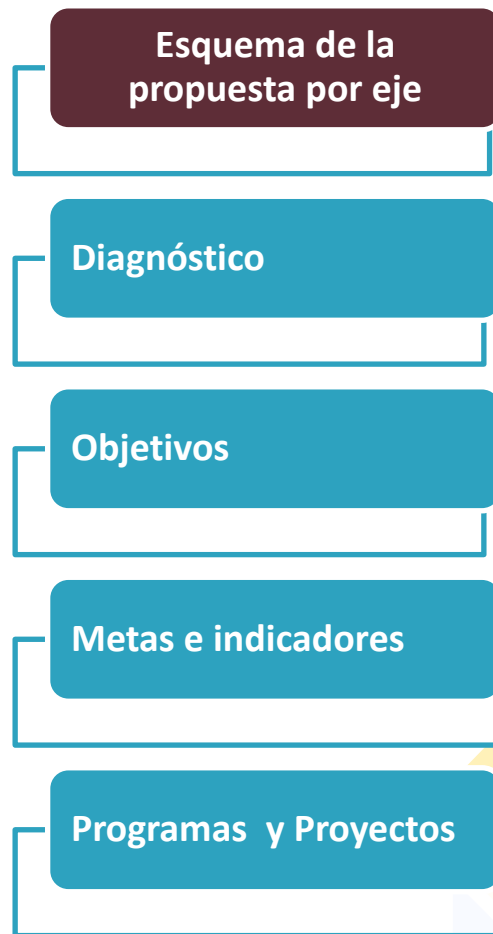 Esquema de la
propuesta por eje
Diagnóstico
Objetivos
Metas e indicadores
Programas  y Proyectos